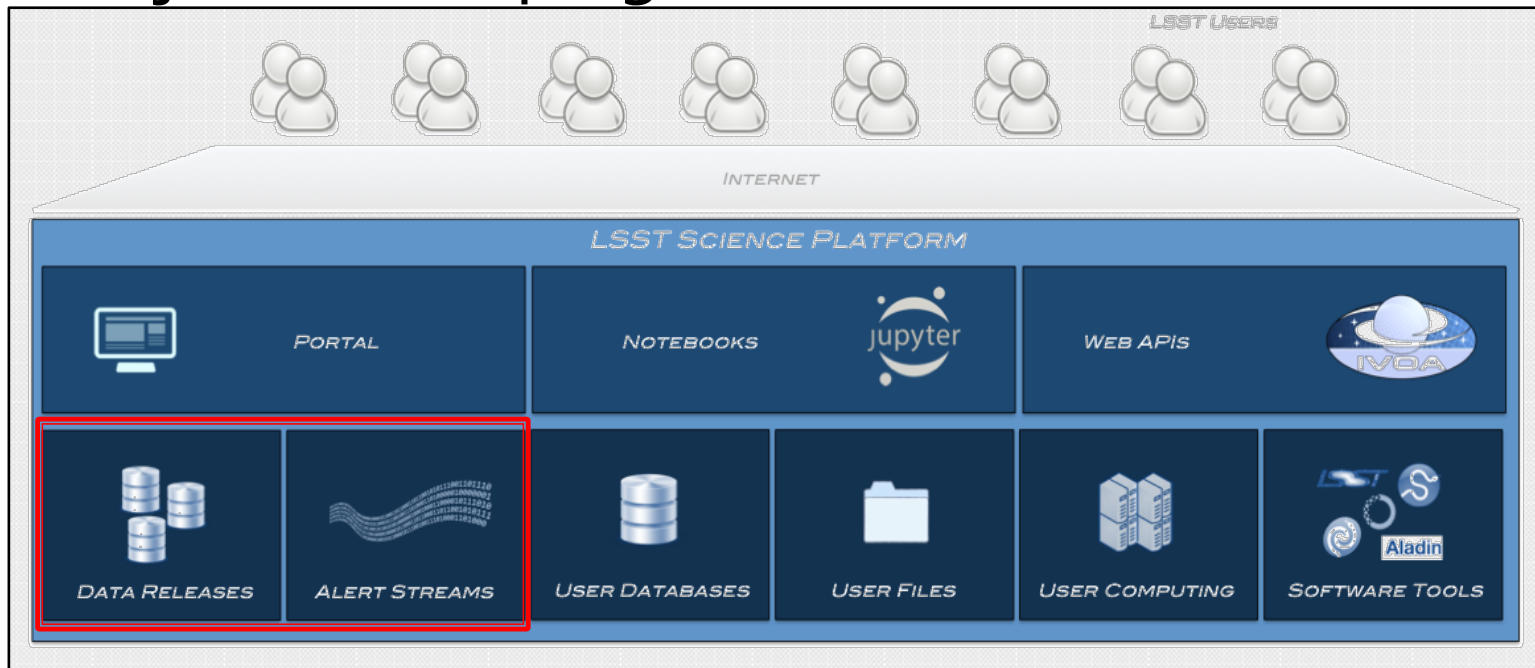 LSST USERS
INTERNET
LSST SCIENCE PLATFORM
PORTAL
NOTEBOOKS
jupyter
WEB APIS
IVOA
DATA RELEASES
ALERT STREAMS
USER DATABASES
USER FILES
USER COMPUTING
LSST
Aladin
SOFTWARE TOOLS